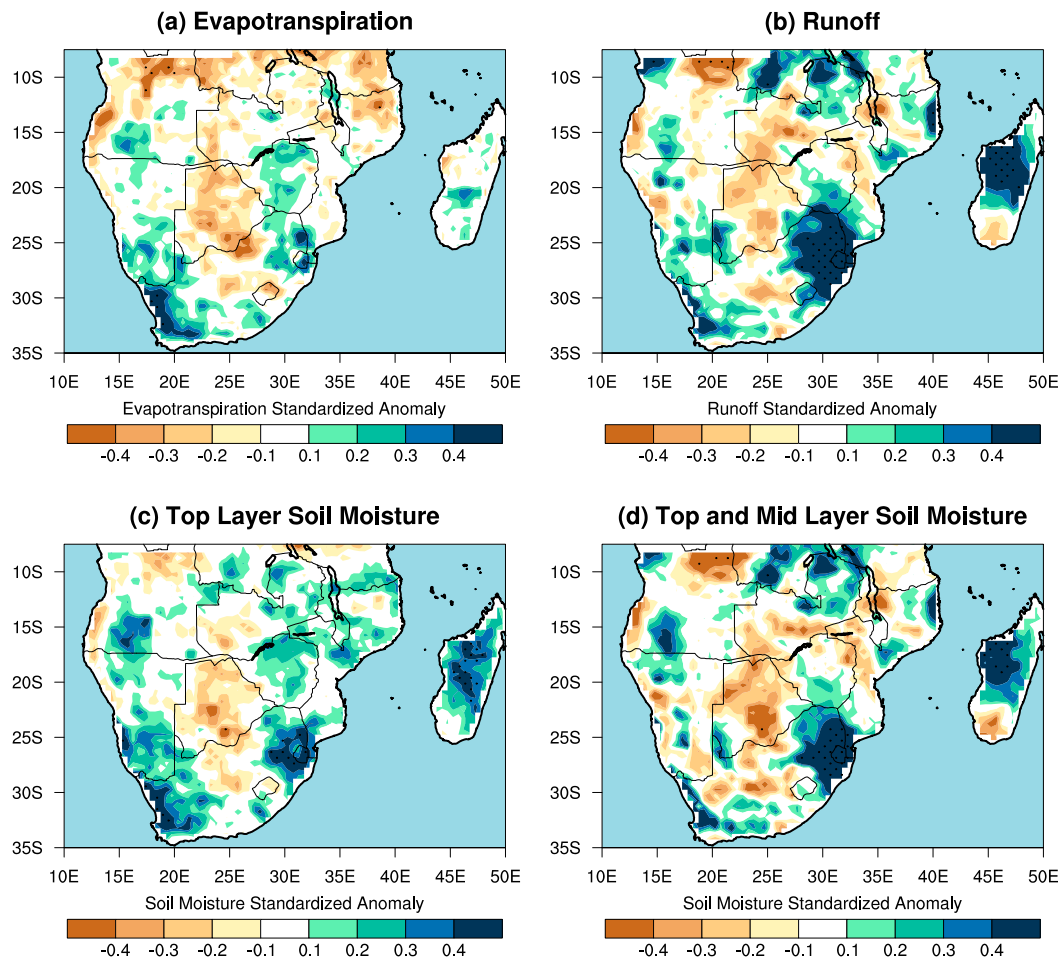 (a) Evapotranspiration
10S
15S
20S
25S
30S
35S
10E 15E 20E 25E 30E 35E 40E 45E 50E
Evapotranspiration Standardized Anomaly
-0.4 -0.3 -0.2 -0.1 0.1 0.2 0.3 0.4
(b) Runoff
10S
15S
20S
25S
30S
35S
10E 15E 20E 25E 30E 35E 40E 45E 50E
Runoff Standardized Anomaly
-0.4 -0.3 -0.2 -0.1 0.1 0.2 0.3 0.4
(c) Top Layer Soil Moisture
10S
15S
20S
25S
30S
35S
10E 15E 20E 25E 30E 35E 40E 45E 50E
Soil Moisture Standardized Anomaly
-0.4 -0.3 -0.2 -0.1 0.1 0.2 0.3 0.4
(d) Top and Mid Layer Soil Moisture
10S
15S
20S
25S
30S
35S
10E 15E 20E 25E 30E 35E 40E 45E 50E
Soil Moisture Standardized Anomaly
-0.4 -0.3 -0.2 -0.1 0.1 0.2 0.3 0.4